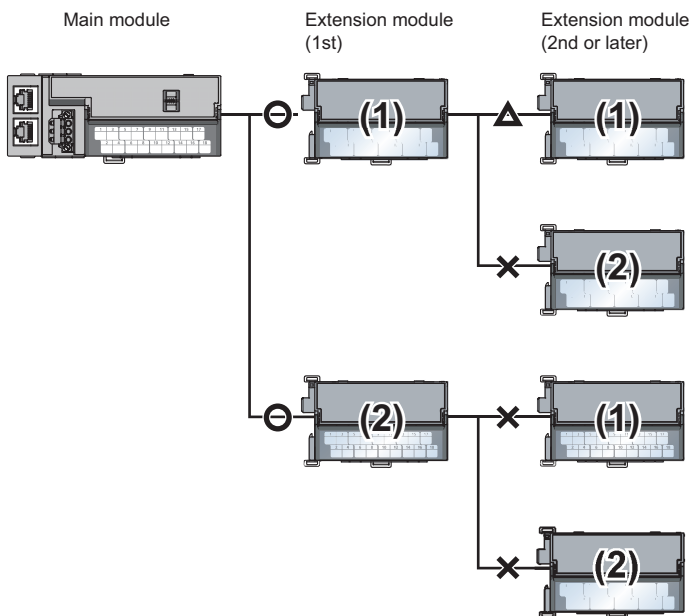 Main module
Extension module
(1st)
Extension module
(2nd or later)
(1)
(1)
(2)
(2)
(1)
(2)